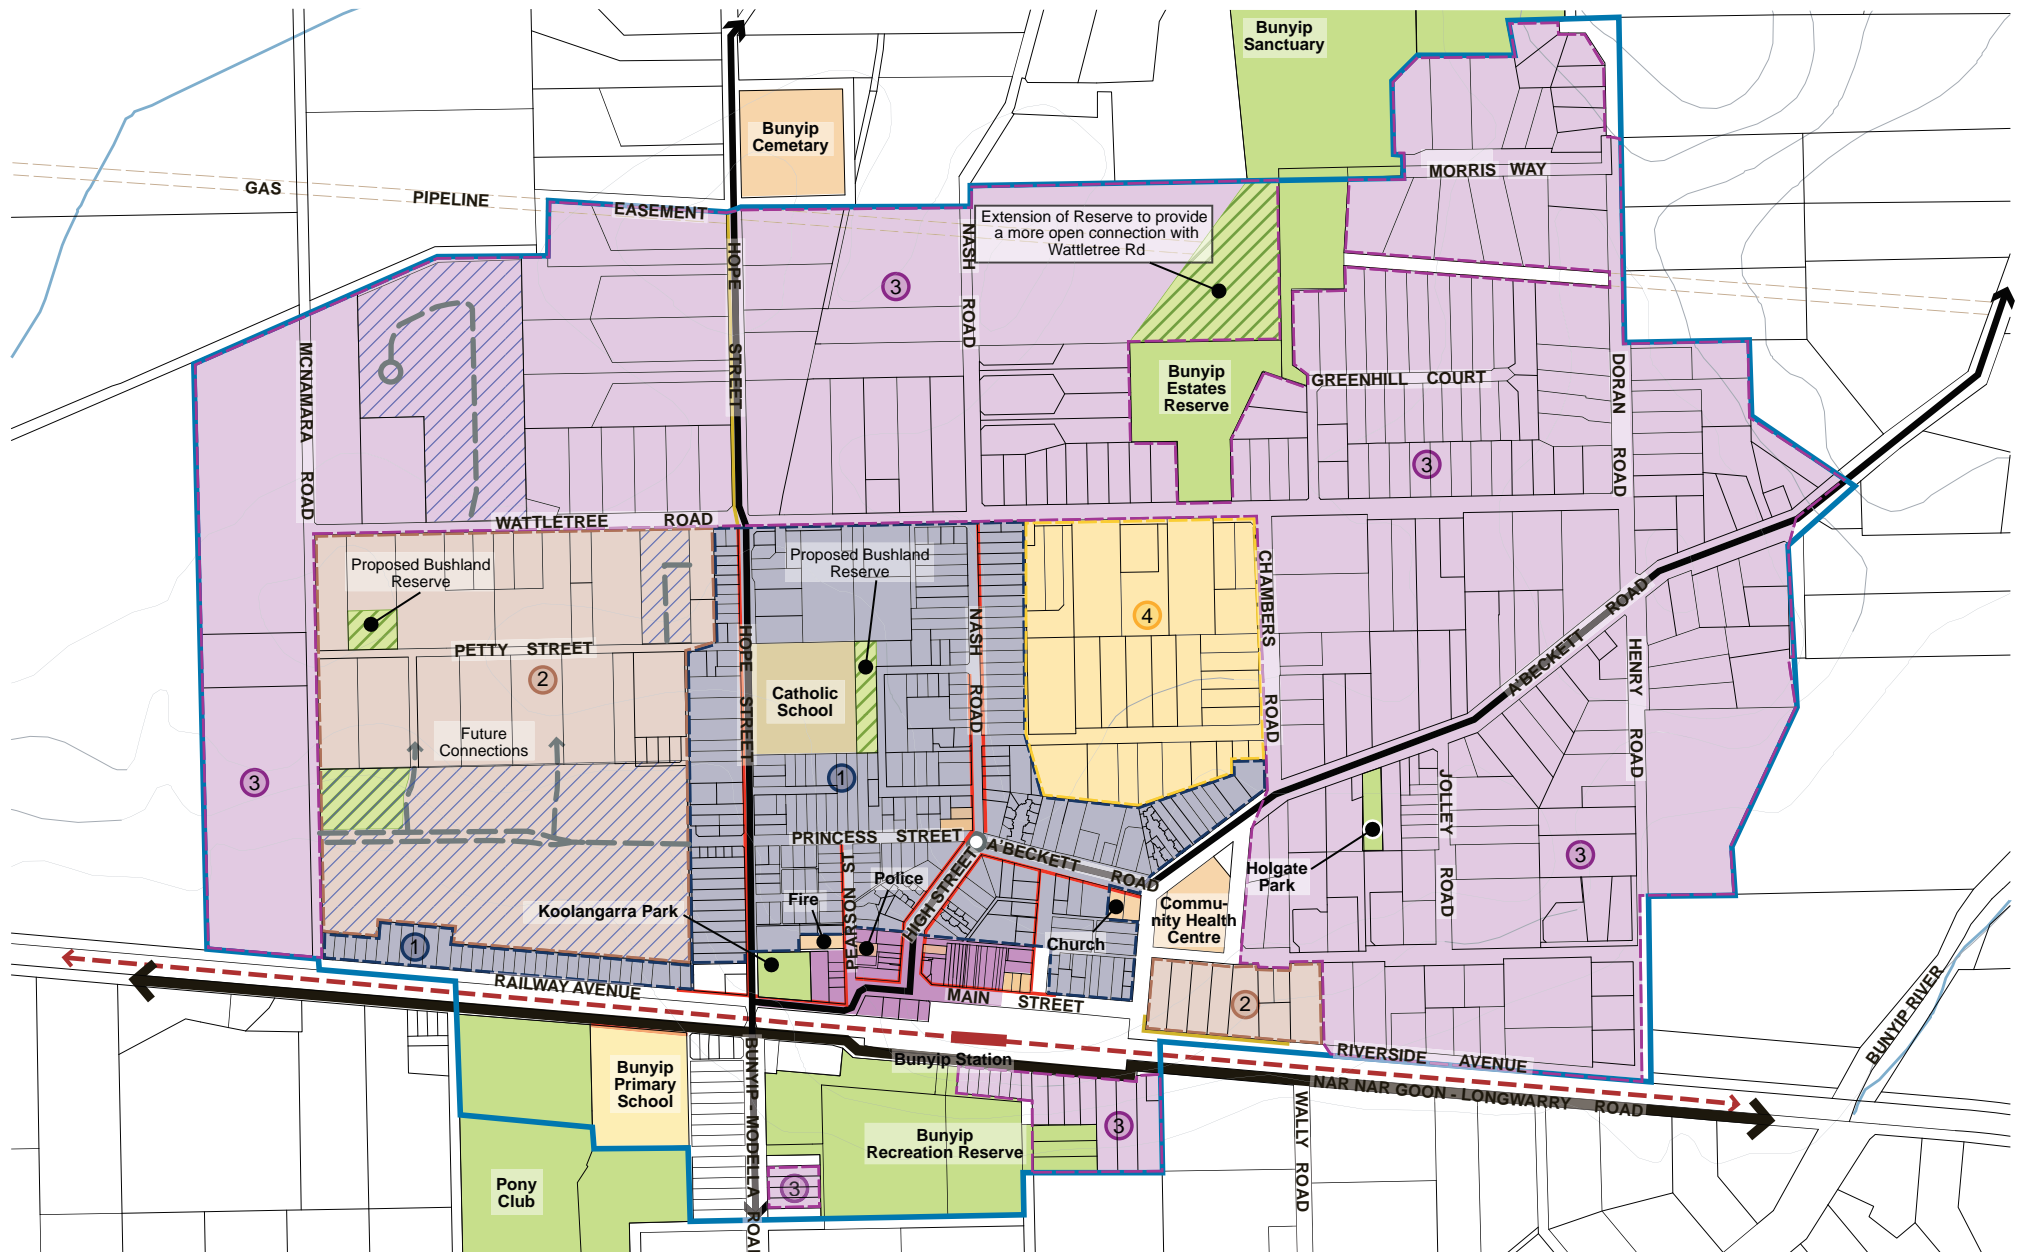 Bunyip
Sanctuary
Bunyip
Cemetary
MORRIS WAY
GAS PIPELINE EASEMENT
Extension of Reserve to provide
a more open connection with
Wattletree Rd
HOPE STREET
NASH ROAD
3
MCNAMARA ROAD
Bunyip
Estates
Reserve
GREENHILL COURT
DORAN ROAD
3
WATTLETREE ROAD
Proposed Bushland
Reserve
Proposed Bushland
Reserve
CHAMBERS ROAD
4
A'BECKETT ROAD
HOPE STREET
NASH ROAD
HENRY ROAD
PETTY STREET
2
Catholic
School
Future
Connections
3
1
JOLLEY ROAD
PRINCESS STREET
A'BECKETT ROAD
HIGH STREET
PEARSON ST
Police
Fire
Koolangarra Park
Holgate
Park
3
Commu-
nity Health
Centre
Church
1
RAILWAY AVENUE
MAIN STREET
2
BUNYIP RIVER
Bunyip Station
RIVERSIDE AVENUE
NAR NAR GOON - LONGWARRY ROAD
Bunyip
Primary
School
BUNYIP - MODELLA ROAD
Bunyip
Recreation Reserve
3
WALLY ROAD
Pony
Club
3